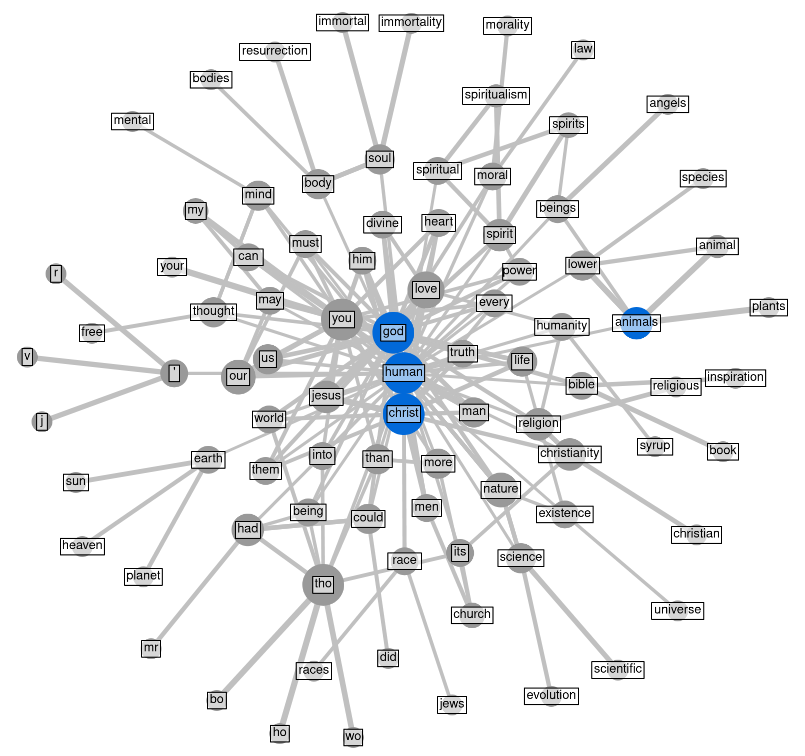 immortal
immortality
morality
law
resurrection
bodies
spiritualism
angels
mental
spirits
soul
spiritual
moral
species
body
mind
my
beings
divine
heart
spirit
animal
must
can
him
your
lower
power
r
love
may
every
plants
thought
you
animals
humanity
free
god
v
us
truth
life
'
our
human
inspiration
bible
religious
jesus
j
world
christ
man
religion
syrup
book
earth
into
than
more
christianity
them
sun
nature
being
men
existence
christian
could
had
heaven
race
its
science
planet
tho
universe
church
mr
did
races
scientific
bo
jews
evolution
ho
wo